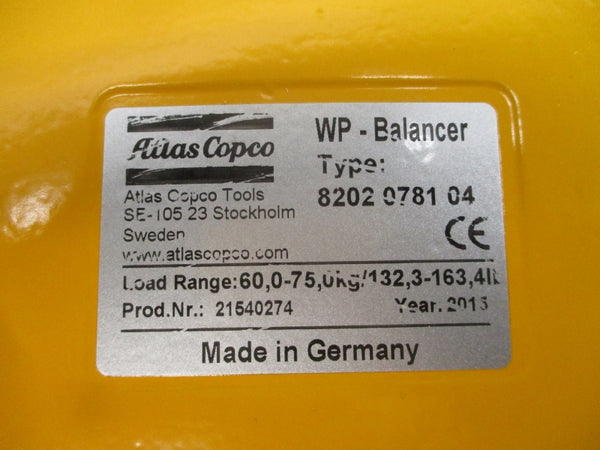 Atlas Copco
WP - Balancer
Type:
8202 0781 04
Atlas Copco Tools
SE-105 23 Stockholm
Sweden
www.atlascopco.com
CE
Load Range:60,0-75,0kg/132,3-163,4lb
Prod.Nr.: 21540274
Year.
Made in Germany